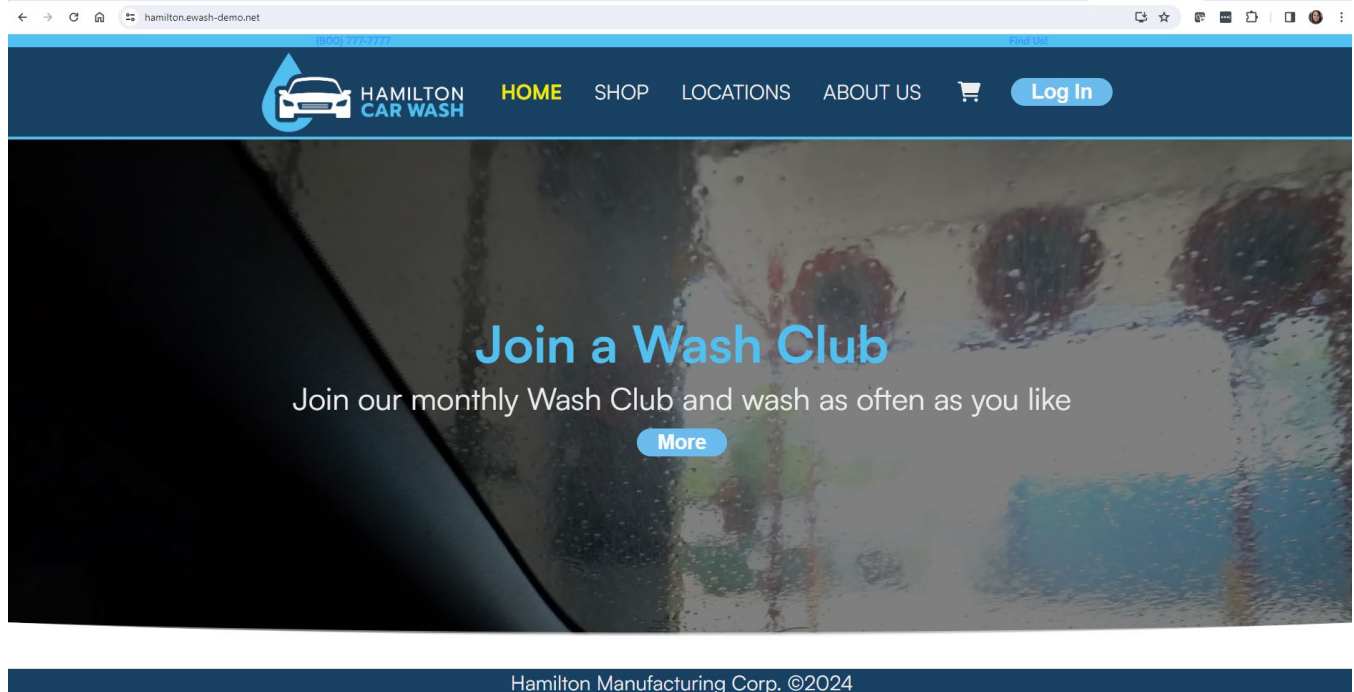 hamilton.ewash-demo.net
(800) 777-7777 Find Us!
HAMILTON
CAR WASH
HOME SHOP LOCATIONS ABOUT US Log In
Join a Wash Club
Join our monthly Wash Club and wash as often as you like
More
Hamilton Manufacturing Corp. ©2024